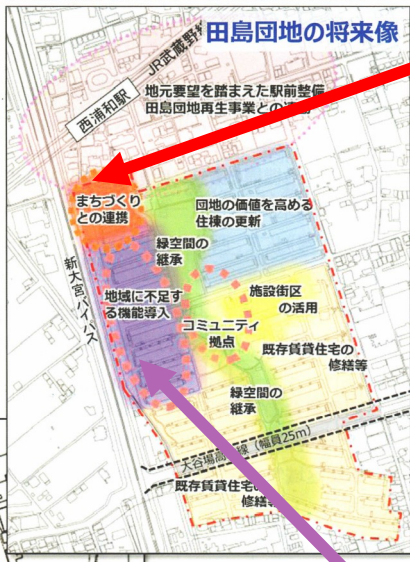 田島団地の将来像
JR武蔵野線
西浦和駅
地元要望を踏まえた駅前整備
田島団地再生事業との連
まちづくり
との連携
団地の価値を高める
住棟の更新
緑空間の
継承
新大宮バイパス
地域に不足す
る機能導入
施設街区
の活用
コミュニティ
拠点
既存賃貸住宅の
修繕等
緑空間の
継承
大谷場高
線(幅員25m)
既存賃貸住宅の
修繕等